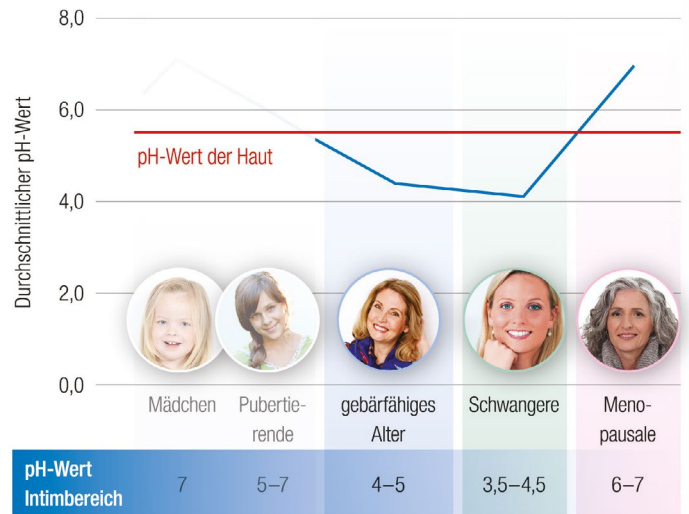 8,0
6,0
4,0
2,0
0,0
Durchschnittlicher pH-Wert
pH-Wert der Haut
Mädchen
Pubertie-
rende
gebärfähiges
Alter
Schwangere
Meno-
pausale
pH-Wert
Intimbereich
7
5–7
4–5
3,5–4,5
6–7